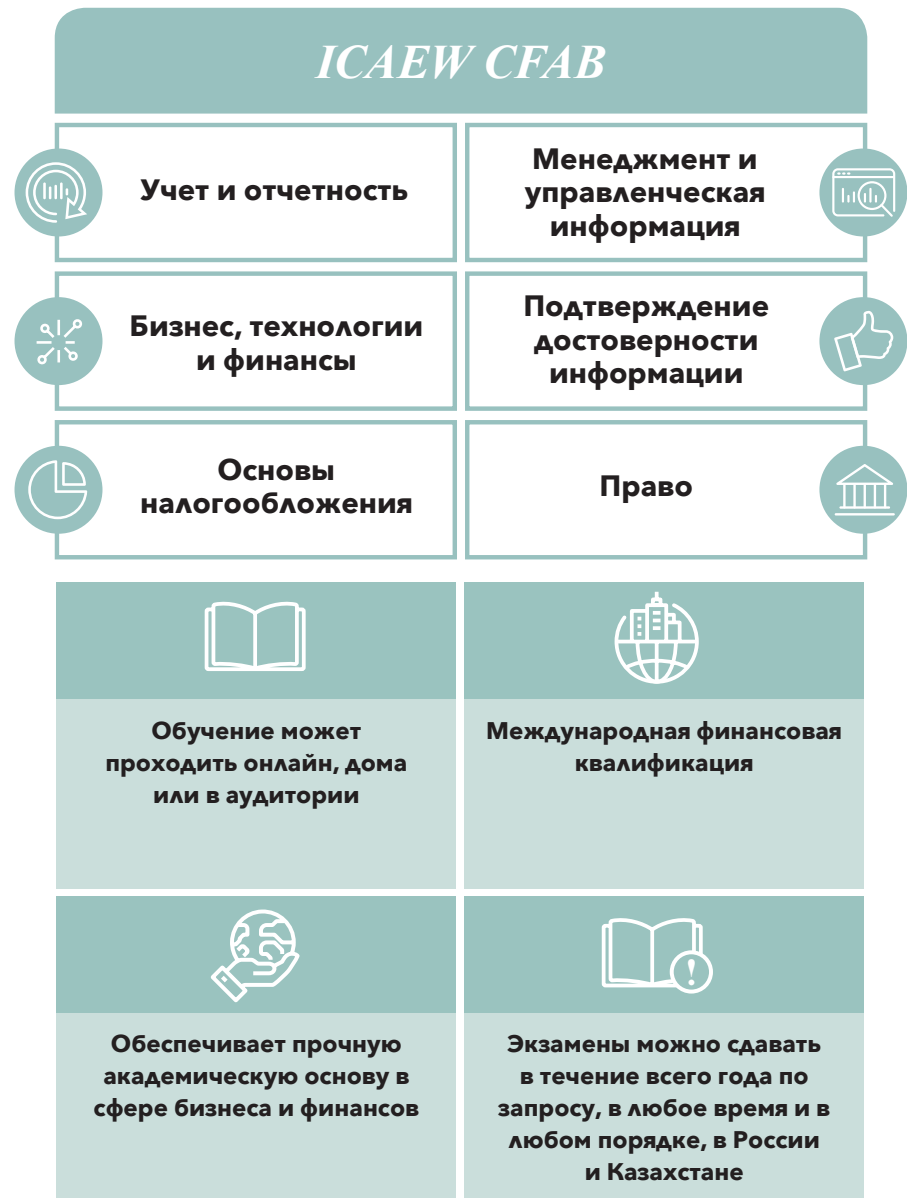 ICAEW CFAB
Учет и отчетность
Менеджмент и
управленческая
информация
Бизнес, технологии
и финансы
Подтверждение
достоверности
информации
Основы
налогообложения
Право
Обучение может
проходить онлайн, дома
или в аудитории
Международная финансовая
квалификация
Обеспечивает прочную
академическую основу в
сфере бизнеса и финансов
Экзамены можно сдавать
в течение всего года по
запросу, в любое время и в
любом порядке, в России
и Казахстане